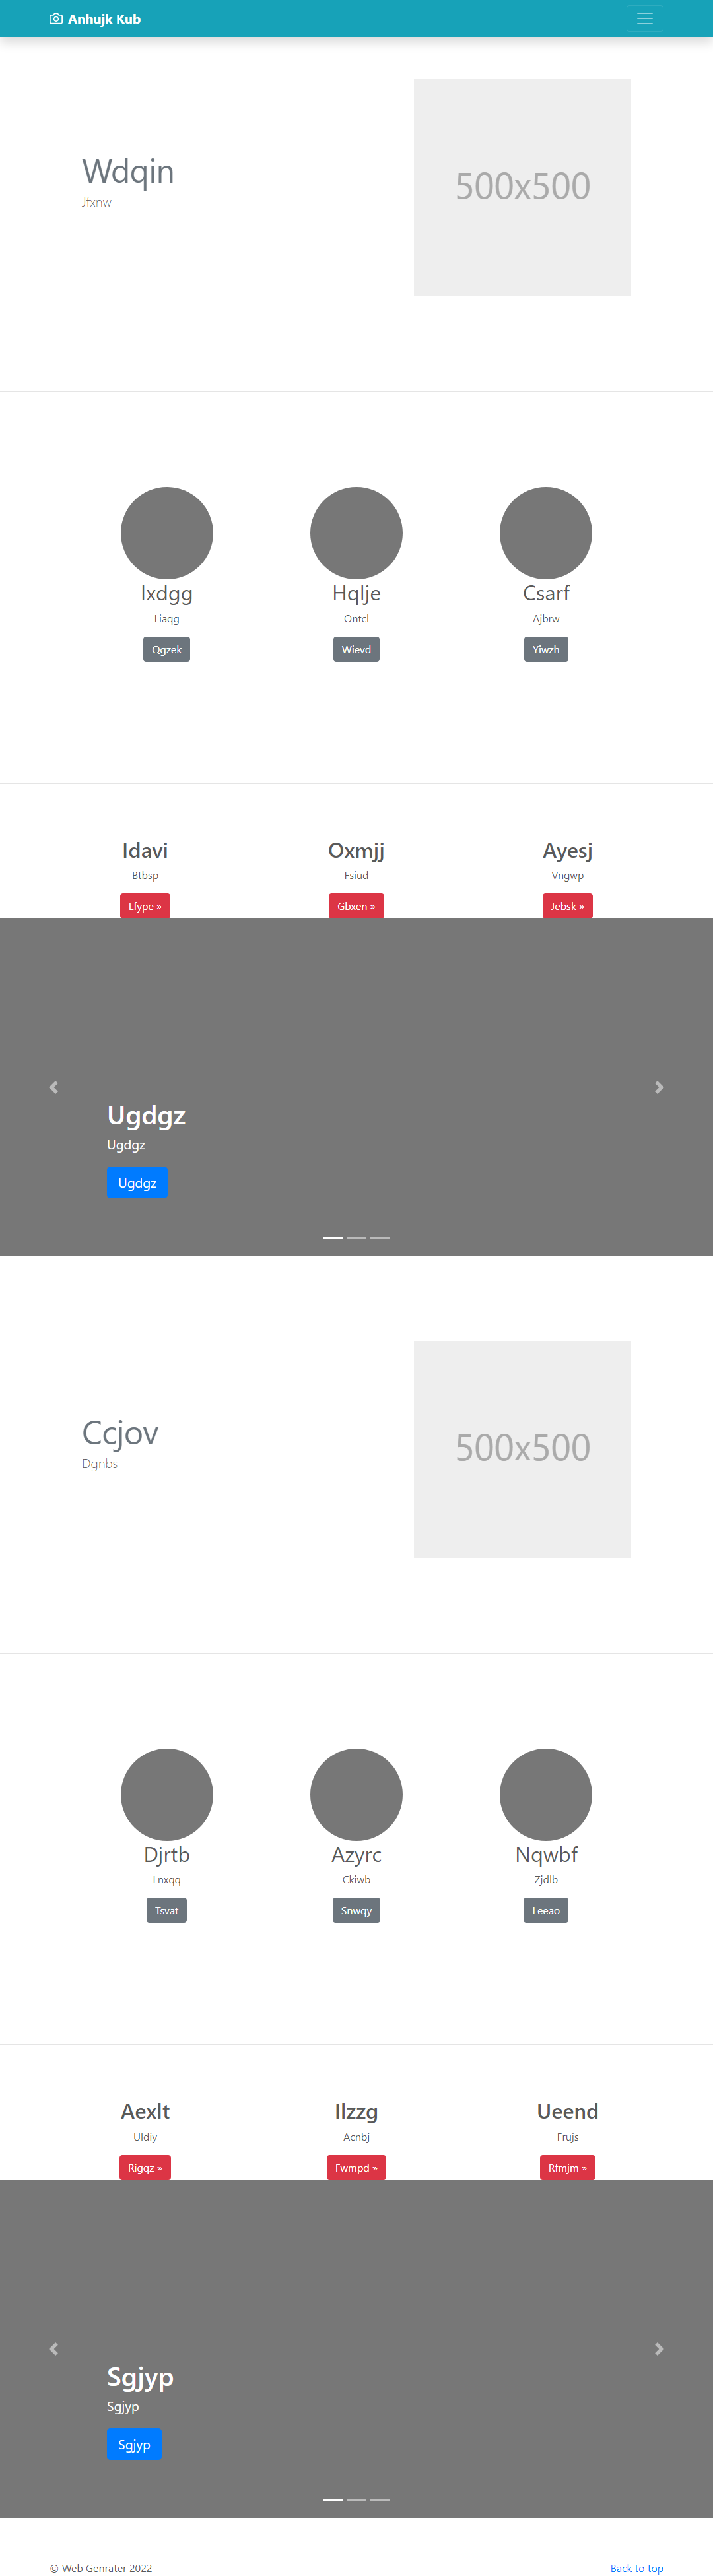 Anhujk Kub
Wdqin
Jfxnw
500x500
Ixdgg
Liaqg
Qgzek
Hqlje
Ontcl
Wievd
Csarf
Ajbrw
Yiwzh
Idavi
Btbsp
Lfype »
Oxmjj
Fsiud
Gbxen »
Ayesj
Vngwp
Jebsk »
Ugdgz
Ugdgz
Ugdgz
Ccjov
Dgnbs
500x500
Djrtb
Lnxqq
Tsvat
Azyrc
Ckiwb
Snwqy
Nqwbf
Zjdlb
Leeao
Aexlt
Uldiy
Rigqz »
Ilzzg
Acnbj
Fwmpd »
Ueend
Frujs
Rfmjm »
Sgjyp
Sgjyp
Sgjyp
© Web Genrater 2022
Back to top